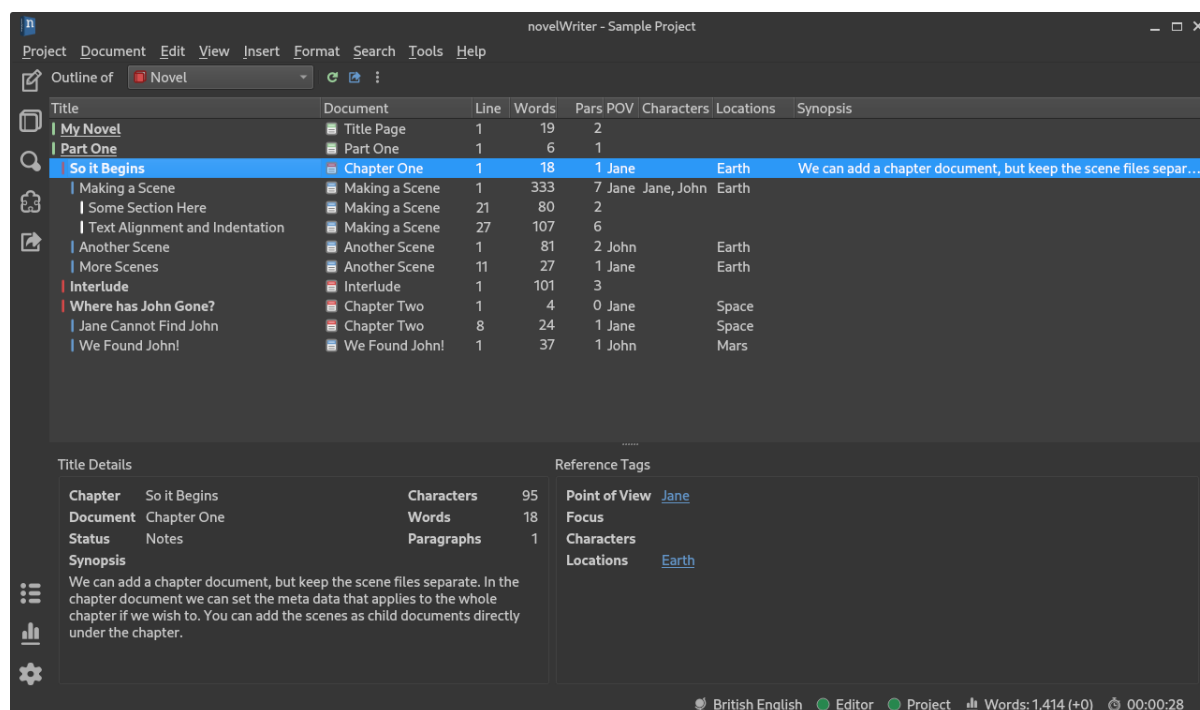 n
novelWriter - Sample Project
Project Document Edit View Insert Format Search Tools Help
Outline of Novel
Title Document Line Words Pars POV Characters Locations Synopsis
My Novel Title Page 1 19 2
Part One Part One 1 6 1
So it Begins Chapter One 1 18 1 Jane Earth We can add a chapter document, but keep the scene files separ...
Making a Scene Making a Scene 1 333 7 Jane Jane, John Earth
Some Section Here Making a Scene 21 80 2
Text Alignment and Indentation Making a Scene 27 107 6
Another Scene Another Scene 1 81 2 John Earth
More Scenes Another Scene 11 27 1 Jane Earth
Interlude Interlude 1 101 3
Where has John Gone? Chapter Two 1 4 0 Jane Space
Jane Cannot Find John Chapter Two 8 24 1 Jane Space
We Found John! We Found John! 1 37 1 John Mars
Title Details
Chapter So it Begins Characters 95
Document Chapter One Words 18
Status Notes Paragraphs 1
Synopsis
We can add a chapter document, but keep the scene files separate. In the
chapter document we can set the meta data that applies to the whole
chapter if we wish to. You can add the scenes as child documents directly
under the chapter.
Reference Tags
Point of View Jane
Focus
Characters
Locations Earth
British English Editor Project Words: 1,414 (+0) 00:00:28